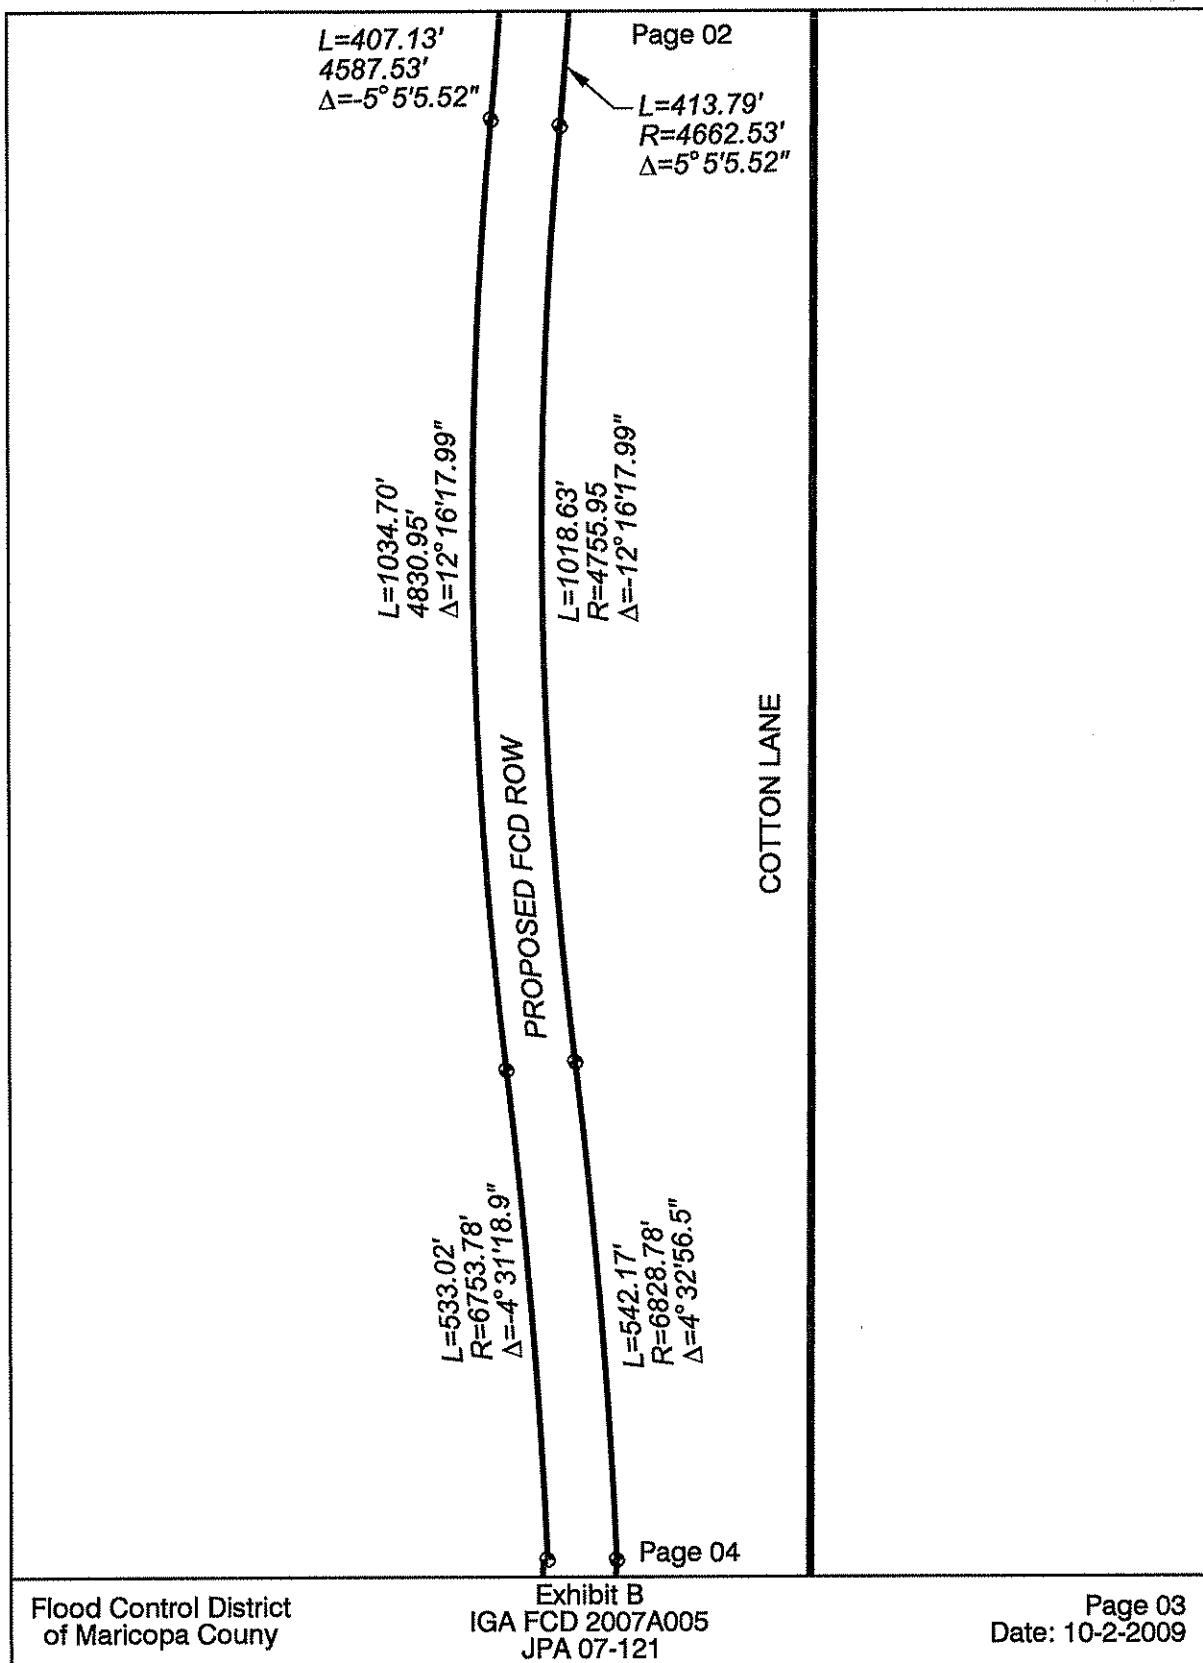 L=407.13'
4587.53'
Δ=-5°5'5.52"
Page 02
L=413.79'
R=4662.53'
Δ=5°5'5.52"
L=1034.70'
4830.95'
Δ=12°16'17.99"
L=1018.63'
R=4755.95
Δ=-12°16'17.99"
PROPOSED FCD ROW
COTTON LANE
L=533.02'
R=6753.78'
Δ=-4°31'18.9"
L=542.17'
R=6828.78'
Δ=4°32'56.5"
Page 04
Flood Control District
of Maricopa Couny
Exhibit B
IGA FCD 2007A005
JPA 07-121
Page 03
Date: 10-2-2009